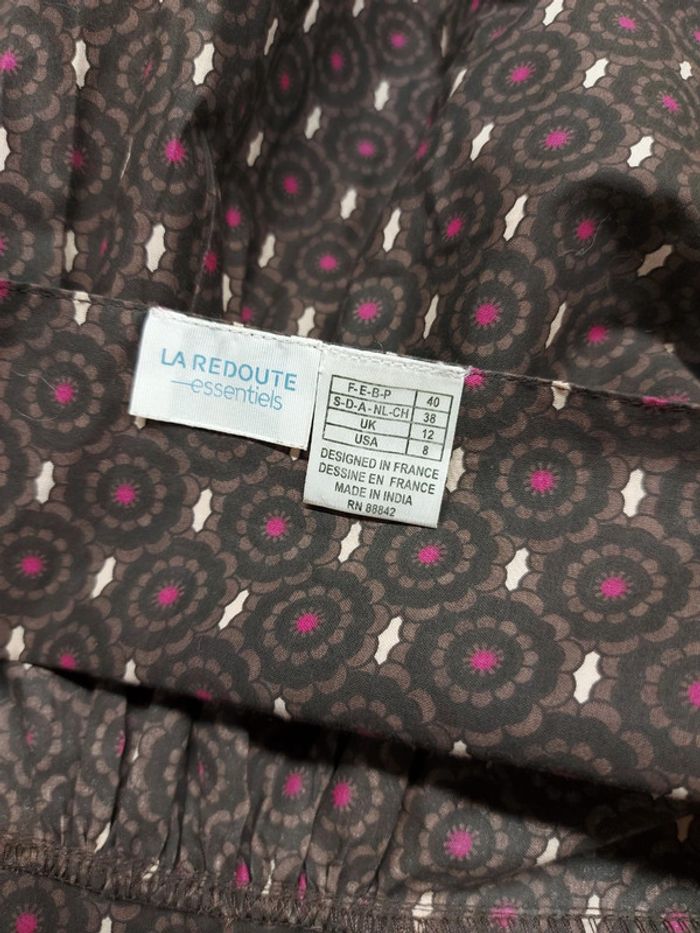 LA REDOUTE
essentiels
F-E-B-P 40
S-D-A-NL-CH 38
UK 12
USA 8
DESIGNED IN FRANCE
DESSINE EN FRANCE
MADE IN INDIA
RN 88842